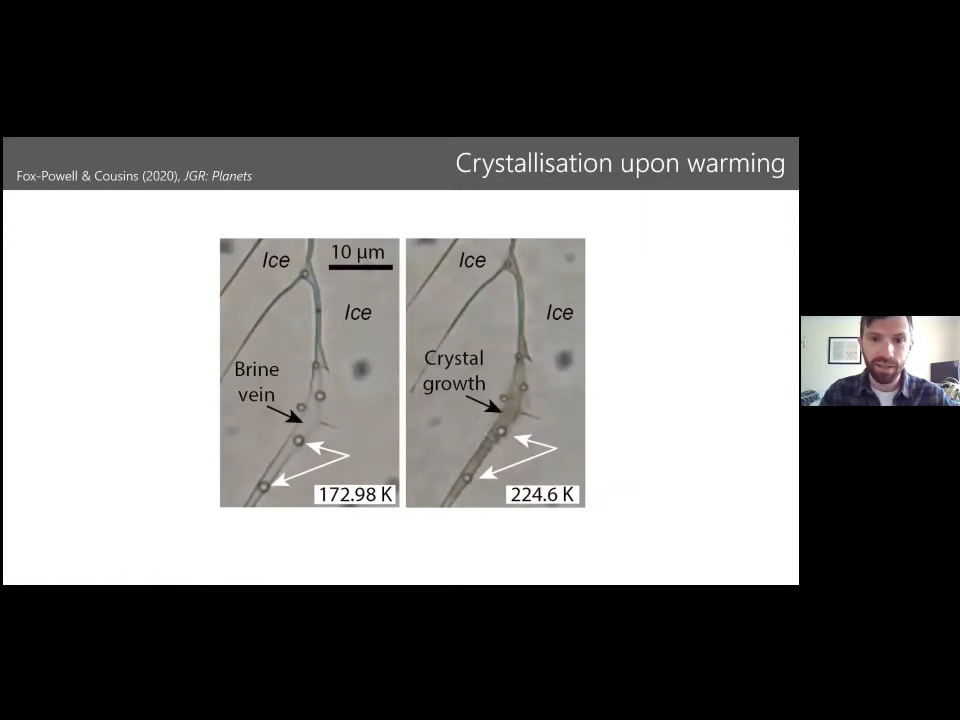 Crystallisation upon warming
Fox-Powell & Cousins (2020), JGR: Planets
Ice
10 µm
Ice
Brine
vein
172.98 K
Ice
Ice
Crystal
growth
224.6 K